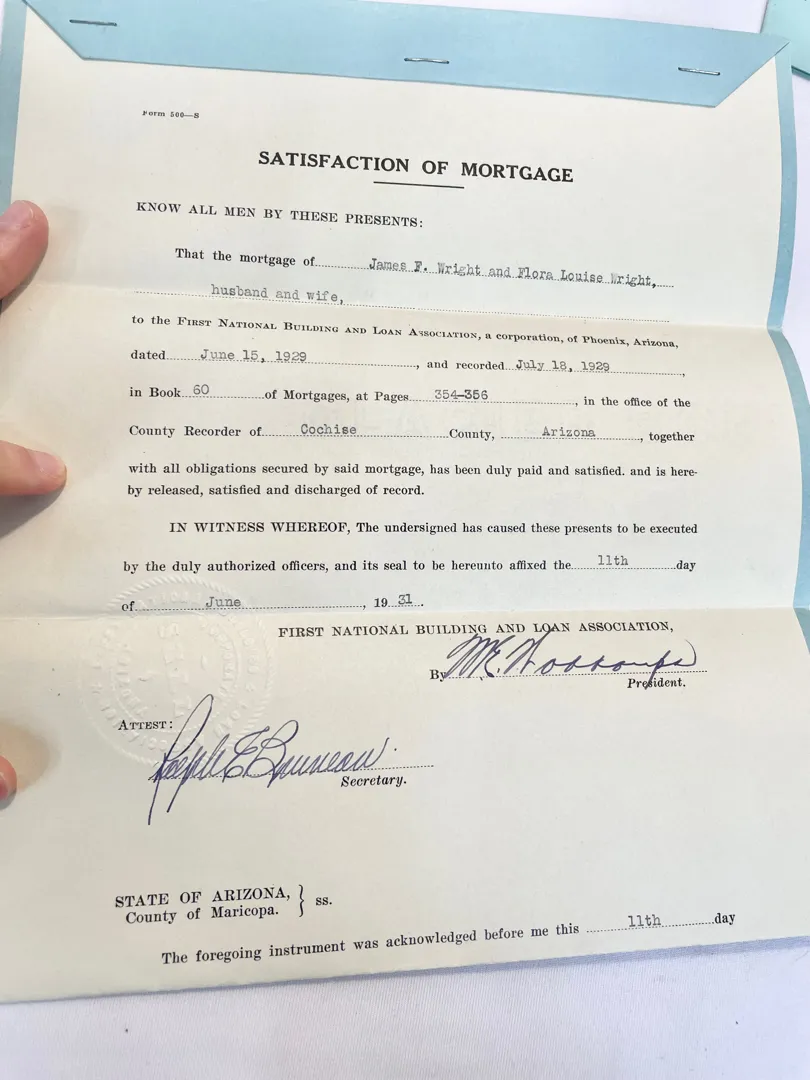 Form 500—S
SATISFACTION OF MORTGAGE
KNOW ALL MEN BY THESE PRESENTS:
That the mortgage of James F. Wright and Flora Louise Wright,
husband and wife,
to the FIRST NATIONAL BUILDING AND LOAN ASSOCIATION, a corporation, of Phoenix, Arizona,
dated June 15, 1929, and recorded July 18, 1929,
in Book 60 of Mortgages, at Pages 354-356, in the office of the
County Recorder of Cochise County, Arizona, together
with all obligations secured by said mortgage, has been duly paid and satisfied. and is here-
by released, satisfied and discharged of record.
IN WITNESS WHEREOF, The undersigned has caused these presents to be executed
by the duly authorized officers, and its seal to be hereunto affixed the 11th day
of June, 19 31.
FIRST NATIONAL BUILDING AND LOAN ASSOCIATION,
By
President.
ATTEST:
Ralph E Bruneau
Secretary.
STATE OF ARIZONA, } ss.
County of Maricopa.
The foregoing instrument was acknowledged before me this 11th day